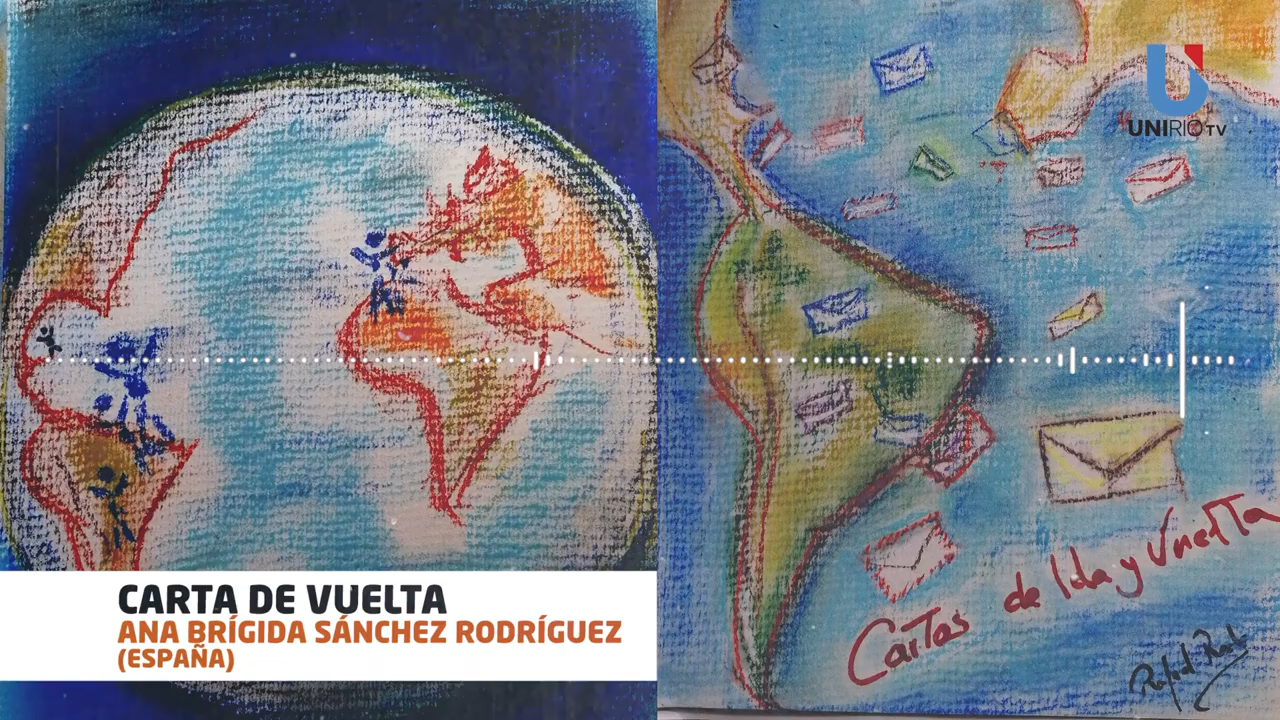 UNIRIO TV
Cartas de Ida y Vuelta
CARTA DE VUELTA
ANA BRÍGIDA SÁNCHEZ RODRÍGUEZ
(ESPAÑA)